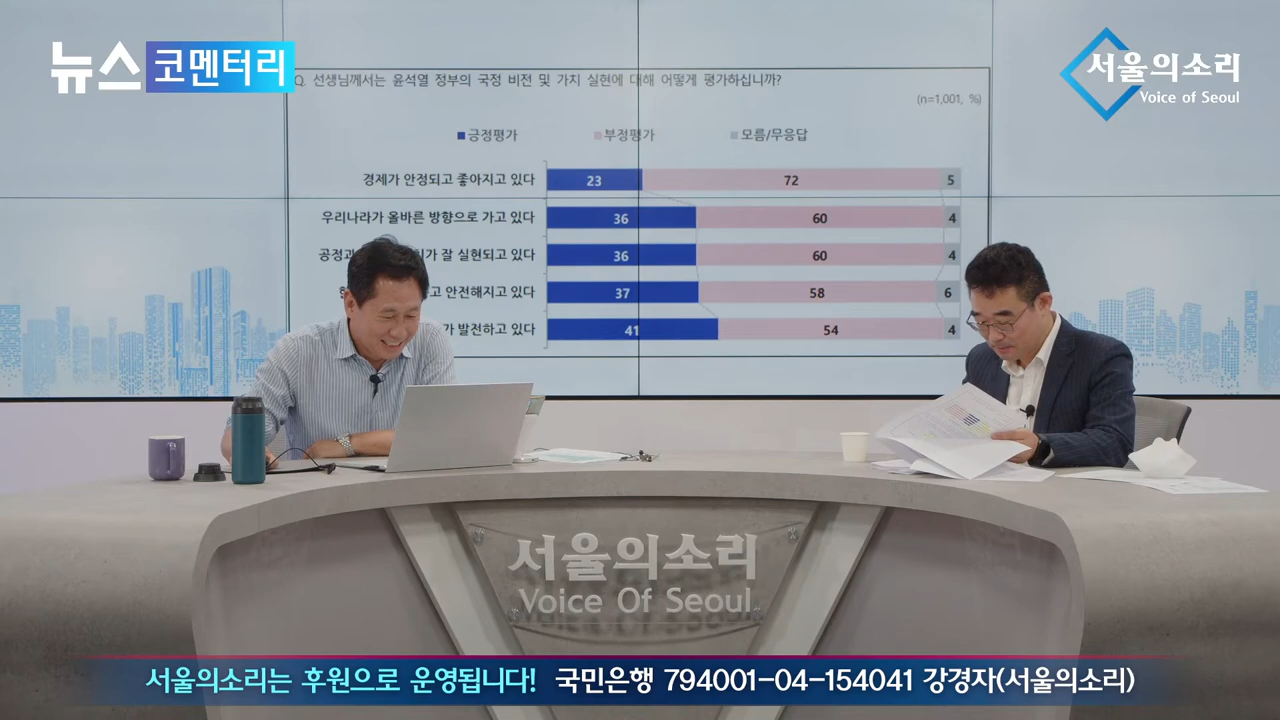 뉴스 코멘터리
서울의소리
Voice of Seoul
Q. 선생님께서는 윤석열 정부의 국정 비전 및 가치 실현에 대해 어떻게 평가하십니까?
(n=1,001, %)
긍정평가 부정평가 모름/무응답
경제가 안정되고 좋아지고 있다 23 72 5
우리나라가 올바른 방향으로 가고 있다 36 60 4
공정과 가 잘 실현되고 있다 36 60 4
고 안전해지고 있다 37 58 6
가 발전하고 있다 41 54 4
서울의소리
Voice Of Seoul
서울의소리는 후원으로 운영됩니다! 국민은행 794001-04-154041 강경자(서울의소리)